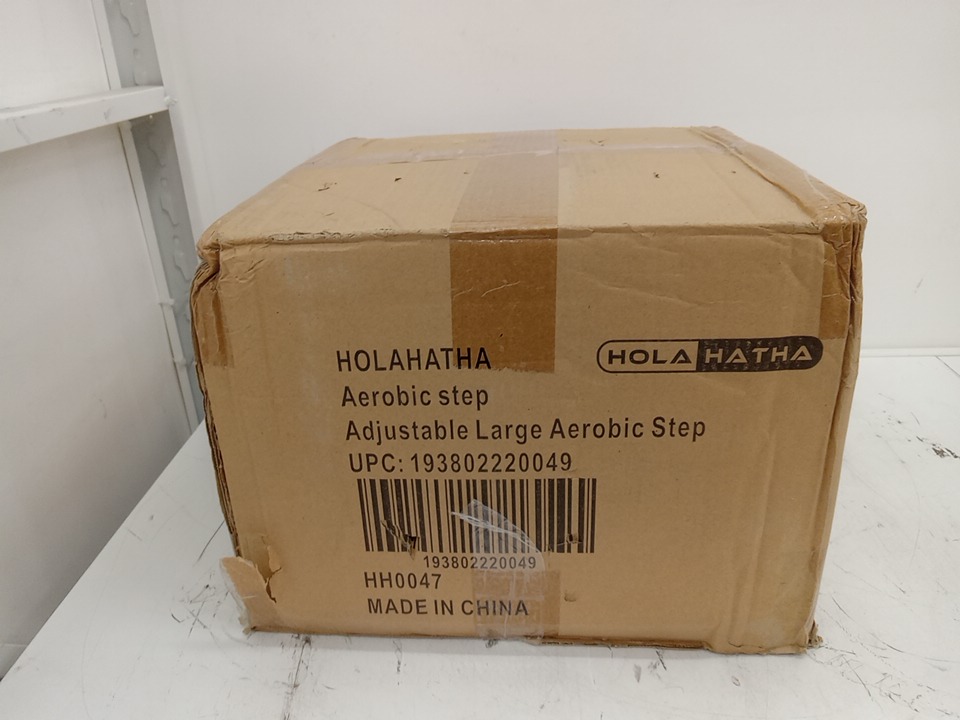 HOLAHATHA
HOLA HATHA
Aerobic step
Adjustable Large Aerobic Step
UPC: 193802220049
193802220049
HH0047
MADE IN CHINA